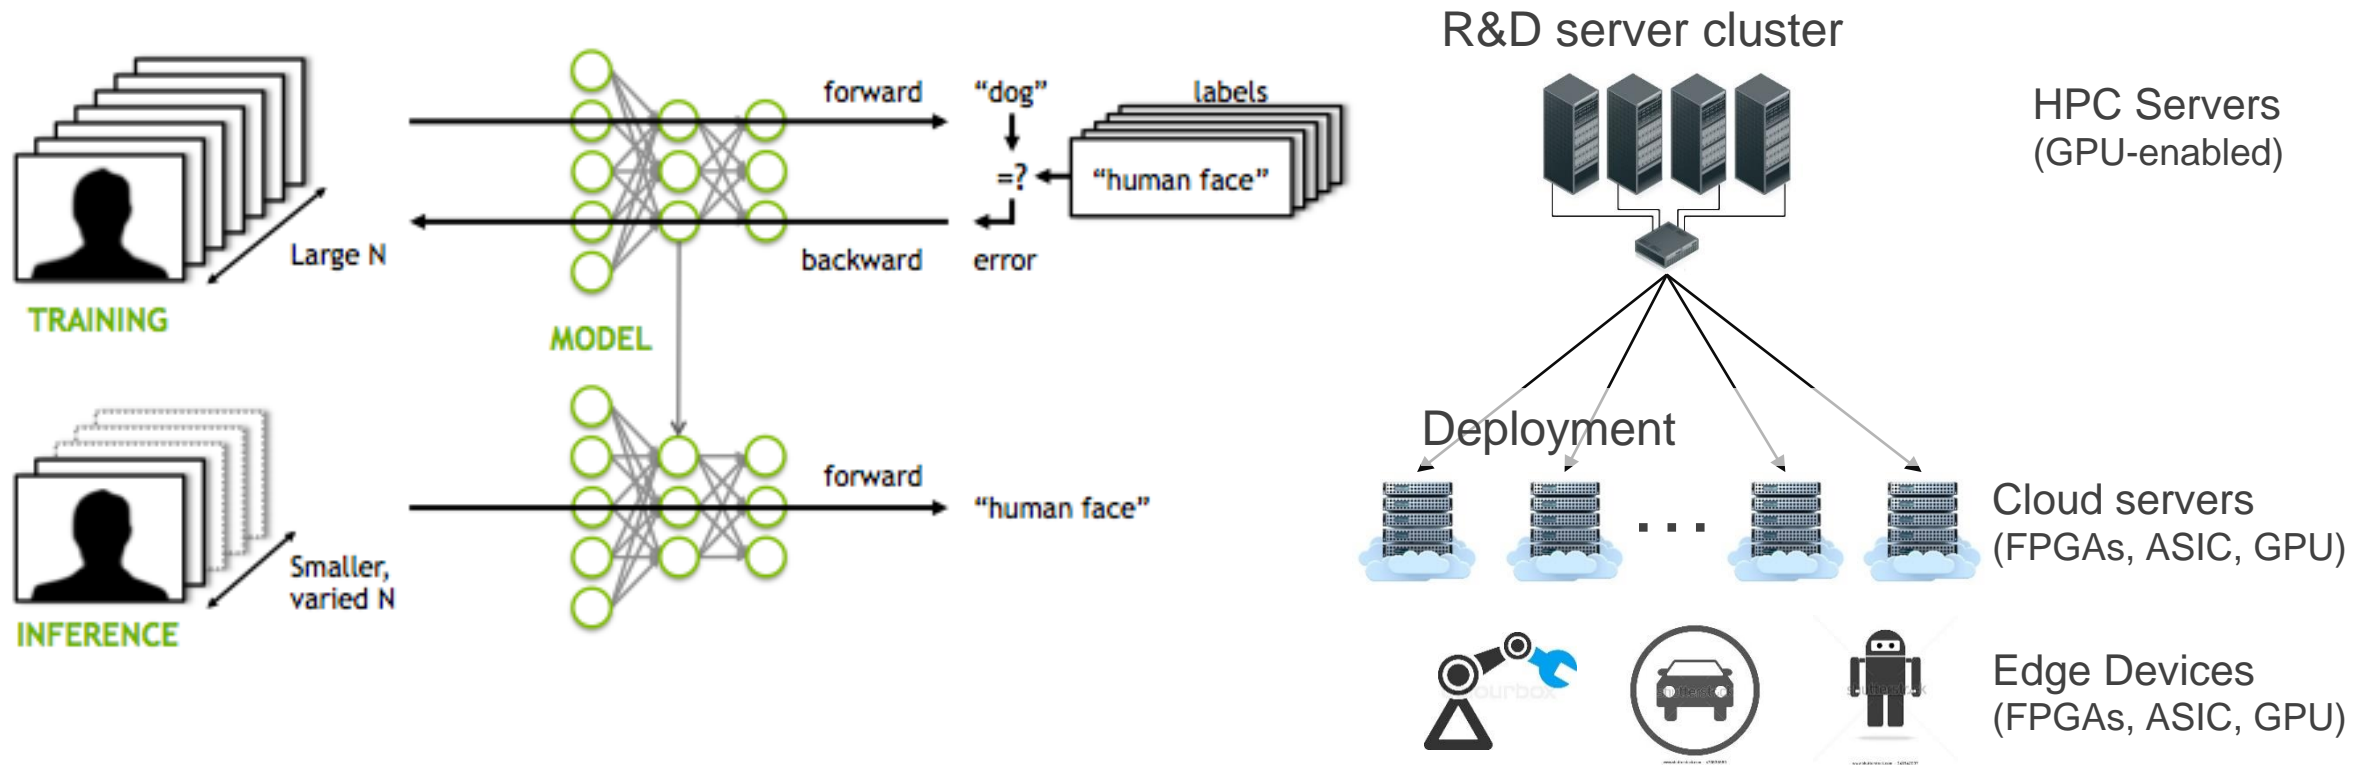 R&D server cluster
HPC Servers
(GPU-enabled)
forward
“dog”
labels
=?
“human face”
Large N
backward
error
TRAINING
MODEL
Deployment
forward
“human face”
Smaller,
varied N
INFERENCE
...
Cloud servers
(FPGAs, ASIC, GPU)
Edge Devices
(FPGAs, ASIC, GPU)